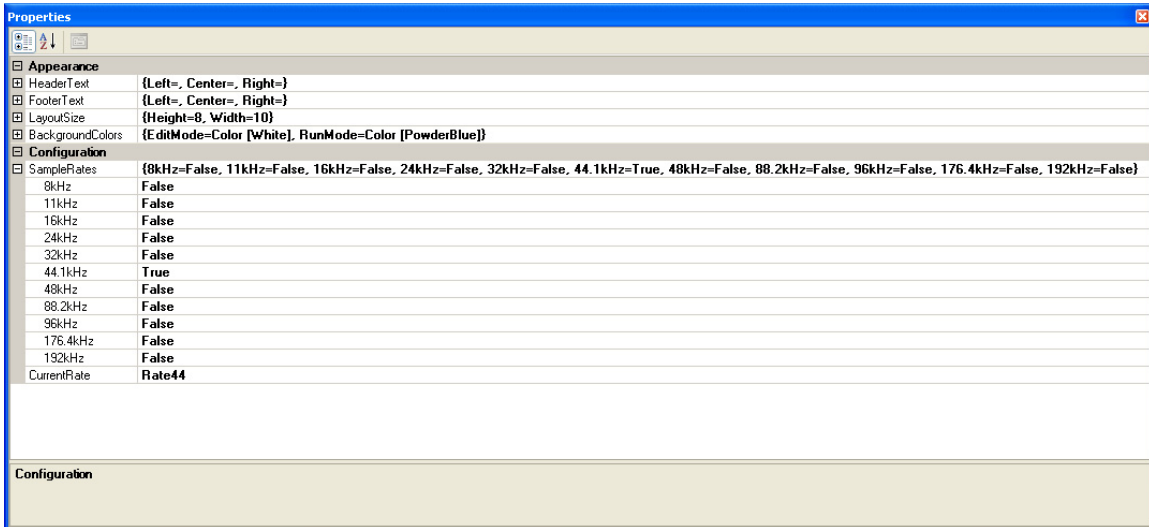 Properties
Appearance
HeaderText {Left=, Center=, Right=}
FooterText {Left=, Center=, Right=}
LayoutSize {Height=8, Width=10}
BackgroundColors {EditMode=Color [White], RunMode=Color [PowderBlue]}
Configuration
SampleRates {8kHz=False, 11kHz=False, 16kHz=False, 24kHz=False, 32kHz=False, 44.1kHz=True, 48kHz=False, 88.2kHz=False, 96kHz=False, 176.4kHz=False, 192kHz=False}
8kHz False
11kHz False
16kHz False
24kHz False
32kHz False
44.1kHz True
48kHz False
88.2kHz False
96kHz False
176.4kHz False
192kHz False
CurrentRate Rate44
Configuration